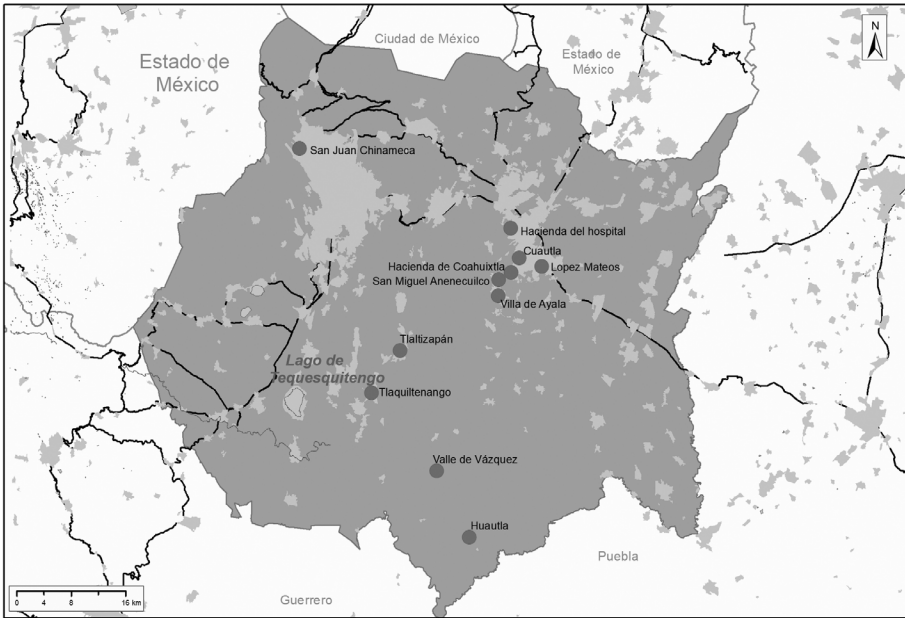 Ciudad de México
N
Estado de
México
Estado de
México
San Juan Chinameca
Hacienda del hospital
Cuautla
Hacienda de Coahuixtla
Lopez Mateos
San Miguel Anenecuilco
Villa de Ayala
Tlaltizapán
Lago de
Tequesquitengo
Tlaquiltenango
Valle de Vázquez
Huautla
Puebla
Guerrero
0 4 8 16 km